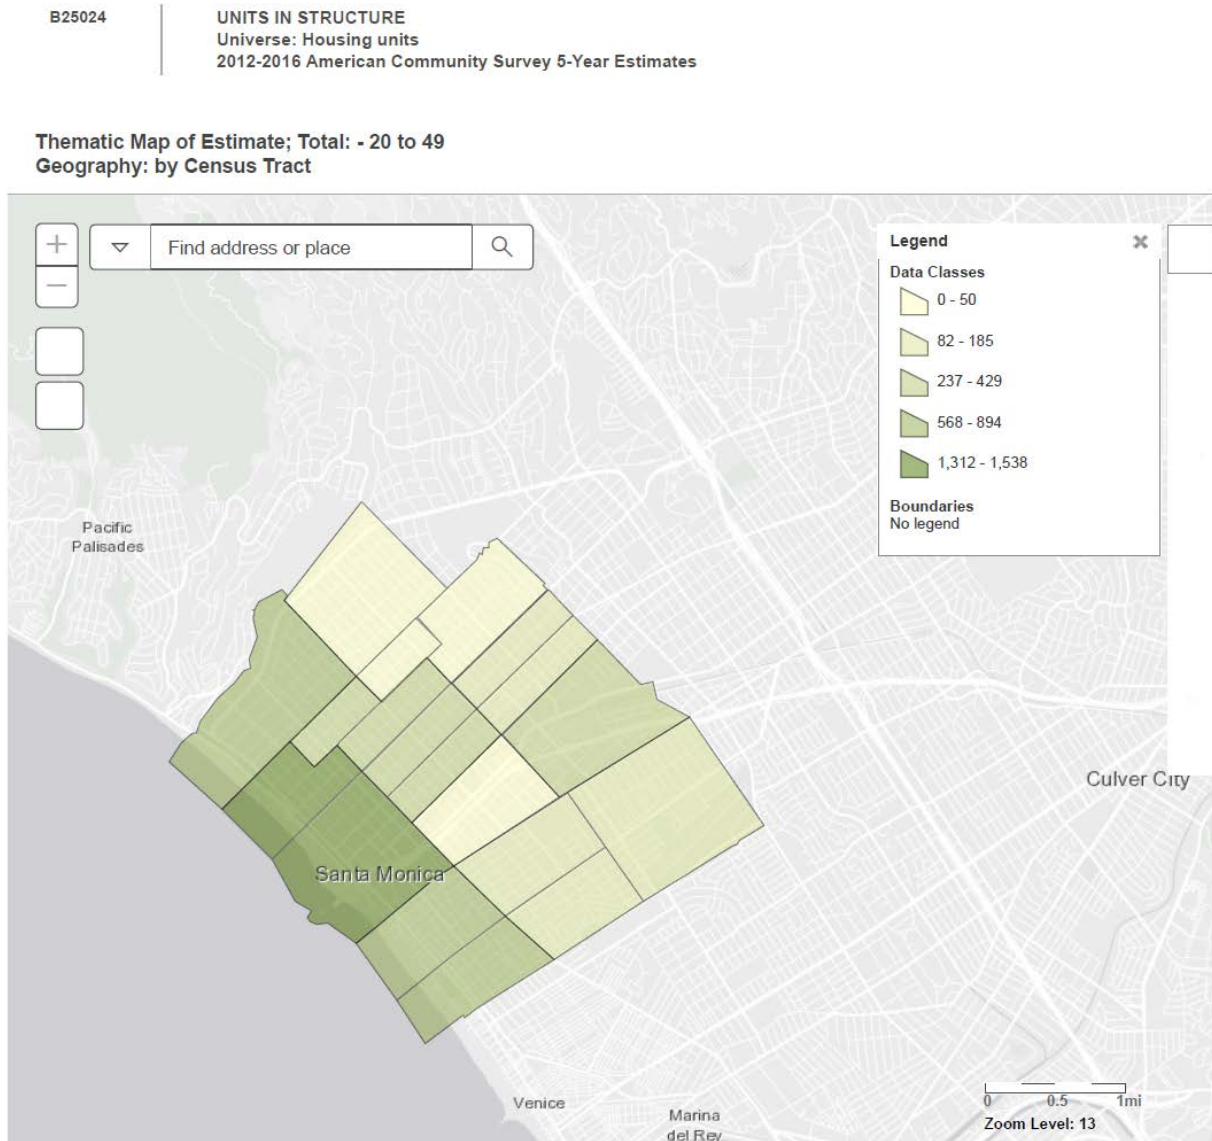 B25024
UNITS IN STRUCTURE
Universe: Housing units
2012-2016 American Community Survey 5-Year Estimates
Thematic Map of Estimate; Total: - 20 to 49
Geography: by Census Tract
Find address or place
Legend
Data Classes
0 - 50
82 - 185
237 - 429
568 - 894
1,312 - 1,538
Boundaries
No legend
Pacific
Palisades
Culver City
Santa Monica
Venice
Marina
del Rey
0 0.5 1mi
Zoom Level: 13